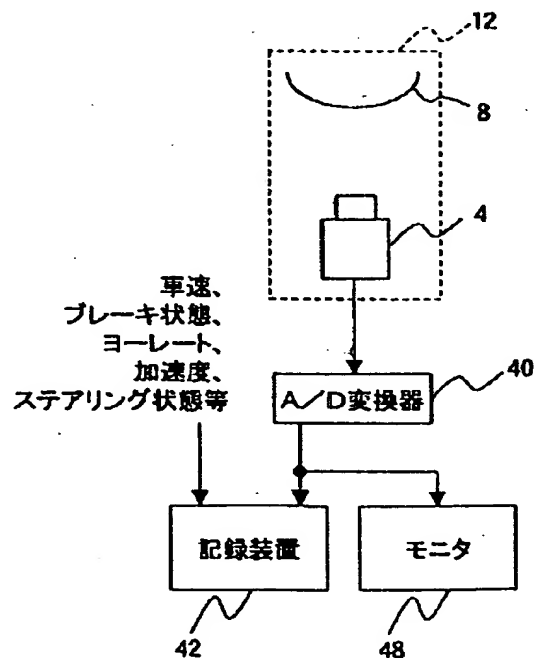 12
8
4
車速、
ブレーキ状態、
ヨーレート、
加速度、
ステアリング状態等
A/D変換器
40
記録装置
モニタ
42
48